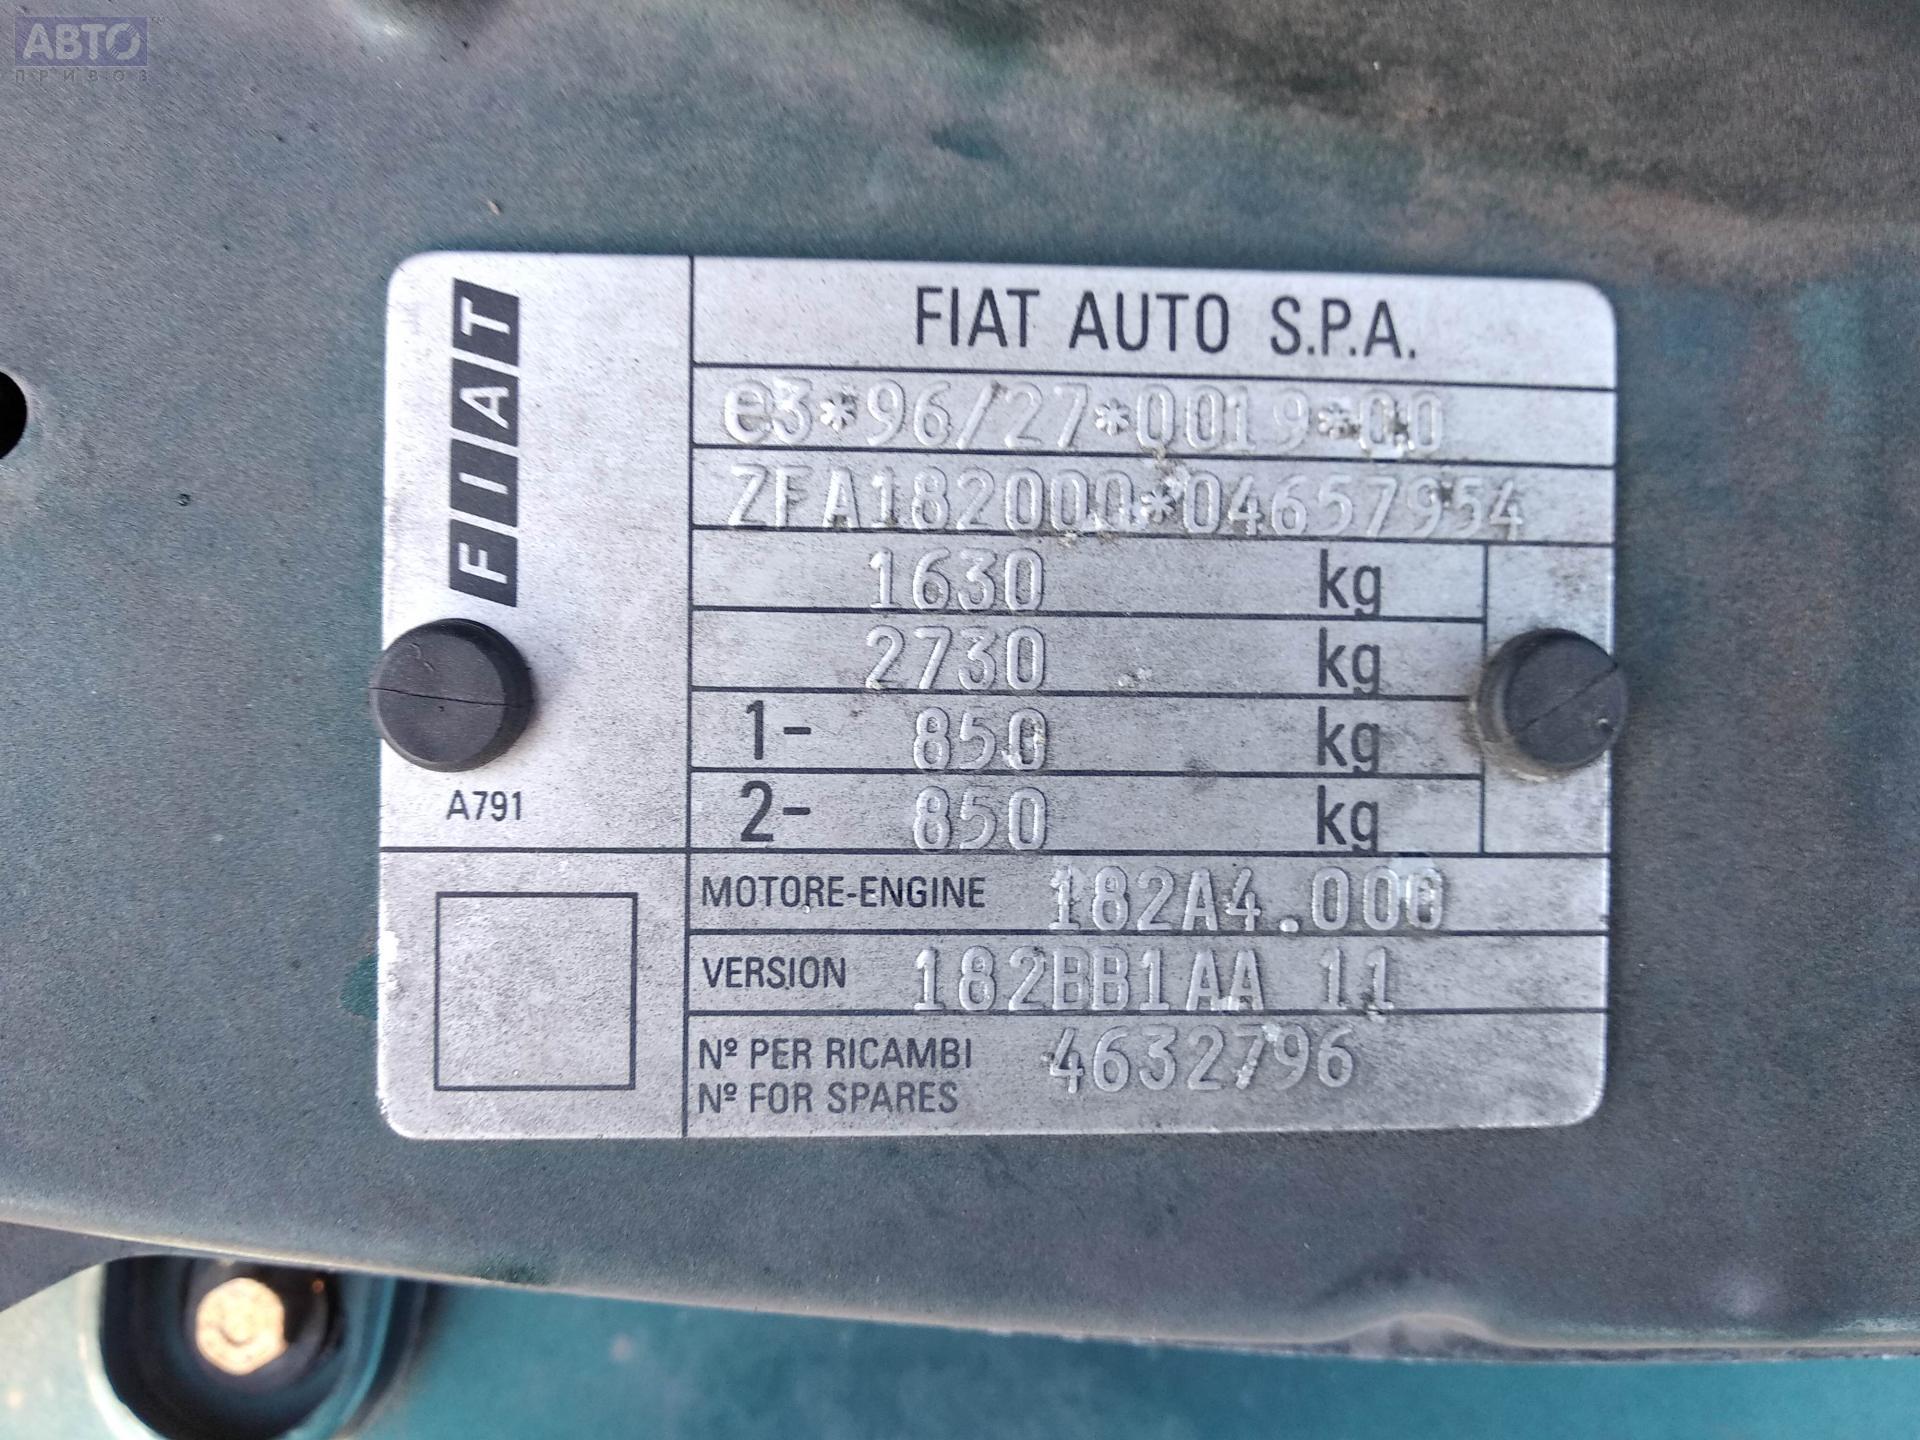 АВТО
ПРИВОЗ
FIAT
FIAT AUTO S.P.A.
e3*96/27*0019*00
ZFA182000*04657954
1630 kg
2730 kg
1- 850 kg
2- 850 kg
A791
MOTORE-ENGINE 182A4.000
VERSION 182BB1AA 11
Nº PER RICAMBI 4632796
Nº FOR SPARES